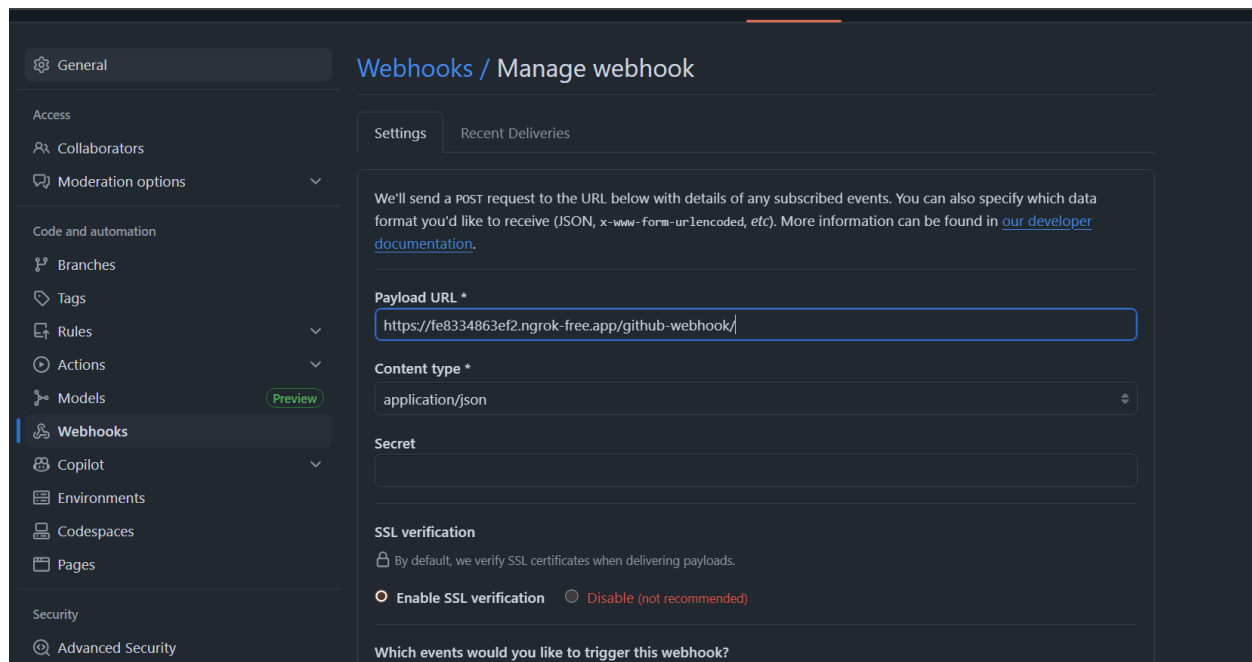 General
Access
Collaborators
Moderation options
Code and automation
Branches
Tags
Rules
Actions
Models Preview
Webhooks
Copilot
Environments
Codespaces
Pages
Security
Advanced Security
Webhooks / Manage webhook
Settings Recent Deliveries
We'll send a POST request to the URL below with details of any subscribed events. You can also specify which data
format you'd like to receive (JSON, x-www-form-urlencoded, etc). More information can be found in our developer
documentation.
Payload URL *
https://fe8334863ef2.ngrok-free.app/github-webhook/
Content type *
application/json
Secret
SSL verification
By default, we verify SSL certificates when delivering payloads.
Enable SSL verification Disable (not recommended)
Which events would you like to trigger this webhook?